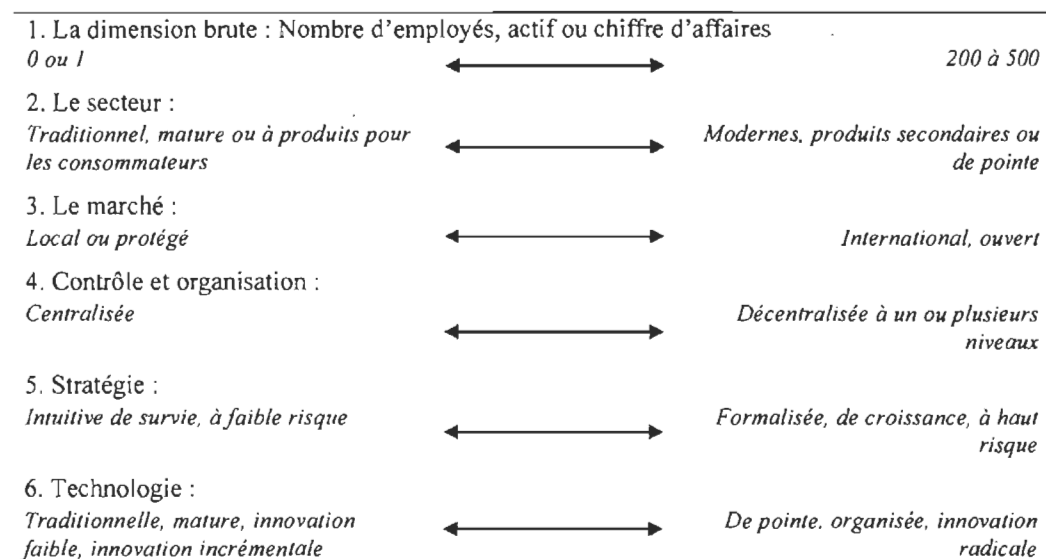 1. La dimension brute : Nombre d'employés, actif ou chiffre d'affaires
0 ou 1
200 à 500
2. Le secteur :
Traditionnel, mature ou à produits pour
les consommateurs
Modernes, produits secondaires ou
de pointe
3. Le marché :
Local ou protégé
International, ouvert
4. Contrôle et organisation :
Centralisée
Décentralisée à un ou plusieurs
niveaux
5. Stratégie :
Intuitive de survie, à faible risque
Formalisée, de croissance, à haut
risque
6. Technologie :
Traditionnelle, mature, innovation
faible, innovation incrémentale
De pointe, organisée, innovation
radicale